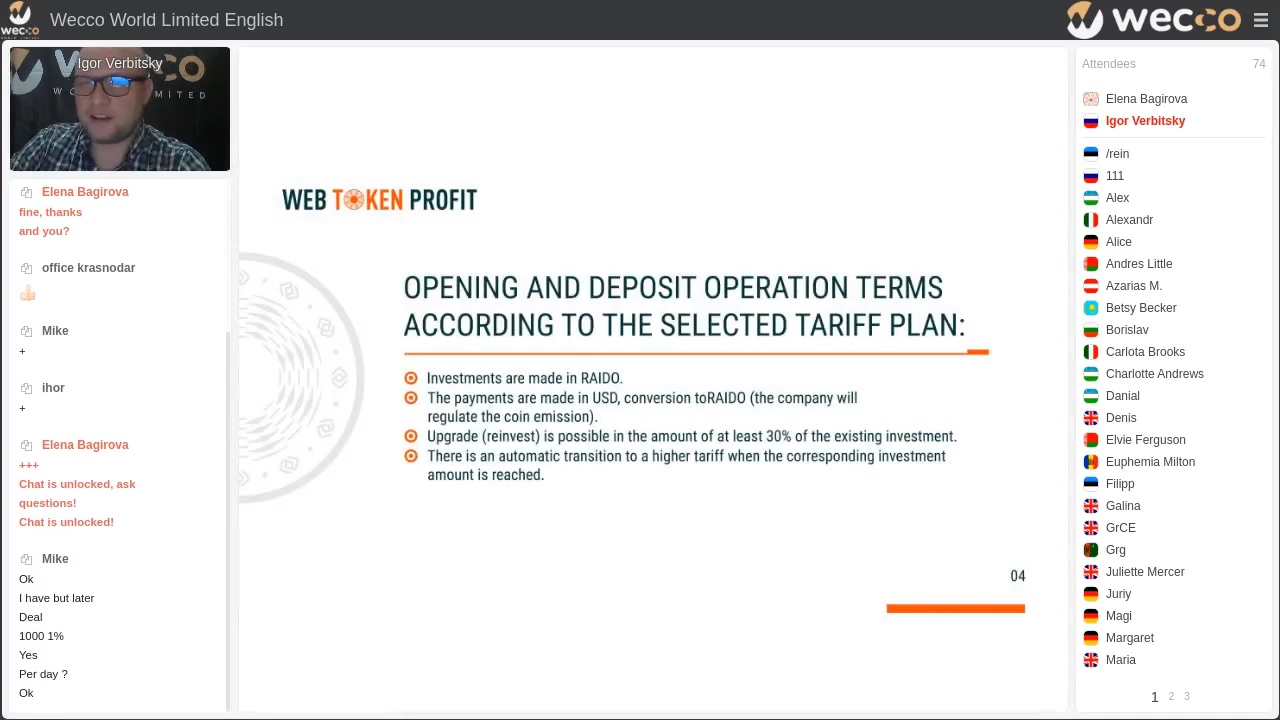 wecco
Wecco World Limited English
wecco
Igor Verbitsky
Elena Bagirova
fine, thanks
and you?
office krasnodar
Mike
+
ihor
+
Elena Bagirova
+++
Chat is unlocked, ask
questions!
Chat is unlocked!
Mike
Ok
I have but later
Deal
1000 1%
Yes
Per day ?
Ok
WEB TOKEN PROFIT
OPENING AND DEPOSIT OPERATION TERMS
ACCORDING TO THE SELECTED TARIFF PLAN:
Investments are made in RAIDO.
The payments are made in USD, conversion toRAIDO (the company will
regulate the coin emission).
Upgrade (reinvest) is possible in the amount of at least 30% of the existing investment.
There is an automatic transition to a higher tariff when the corresponding investment
amount is reached.
04
Attendees 74
Elena Bagirova
Igor Verbitsky
/rein
111
Alex
Alexandr
Alice
Andres Little
Azarias M.
Betsy Becker
Borislav
Carlota Brooks
Charlotte Andrews
Danial
Denis
Elvie Ferguson
Euphemia Milton
Filipp
Galina
GrCE
Grg
Juliette Mercer
Juriy
Magi
Margaret
Maria
1 2 3